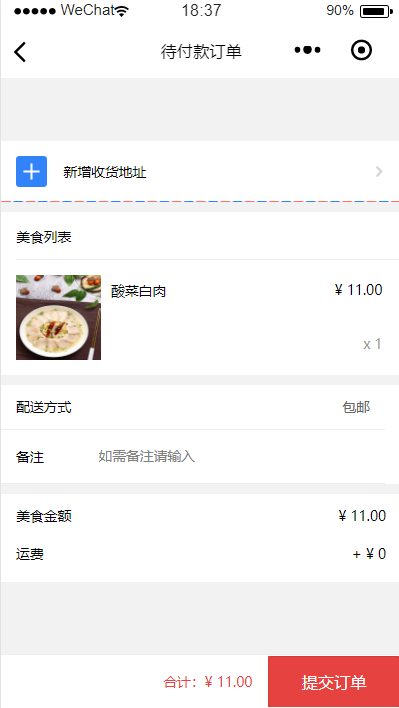 WeChat 18:37 90%
待付款订单
新增收货地址
美食列表
酸菜白肉 ¥ 11.00
x 1
配送方式 包邮
备注 如需备注请输入
美食金额 ¥ 11.00
运费 + ¥ 0
合计：¥ 11.00 提交订单